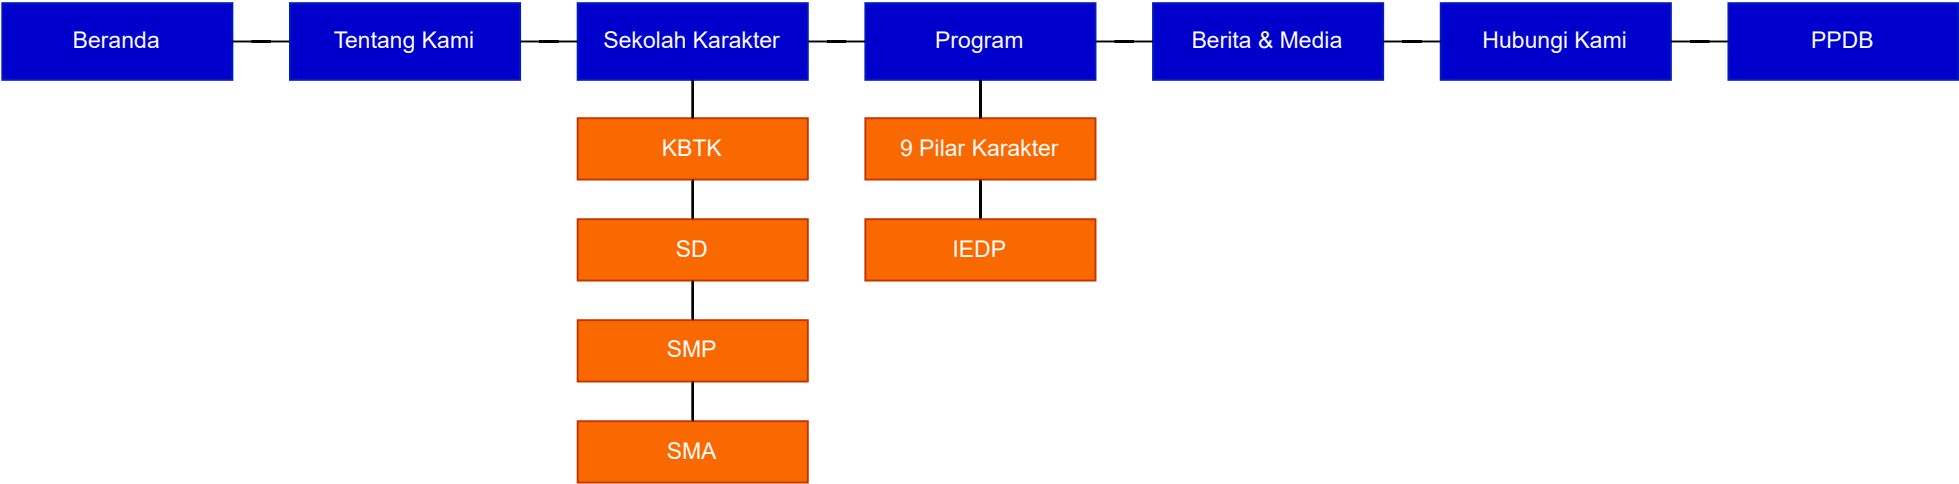 Beranda
Tentang Kami
Sekolah Karakter
Program
Berita & Media
Hubungi Kami
PPDB
KBTK
9 Pilar Karakter
SD
IEDP
SMP
SMA